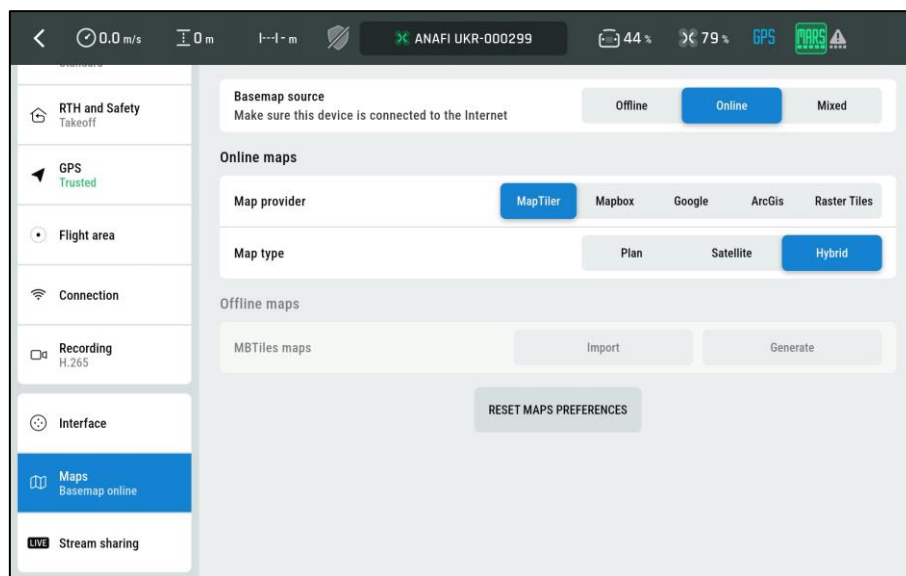 0.0 m/s
0 m
- m
ANAFI UKR-000299
44 %
79 %
GPS
MARS
Standard
RTH and Safety
Takeoff
GPS
Trusted
Flight area
Connection
Recording
H.265
Interface
Maps
Basemap online
LIVE
Stream sharing
Basemap source
Make sure this device is connected to the Internet
Offline
Online
Mixed
Online maps
Map provider
MapTiler
Mapbox
Google
ArcGis
Raster Tiles
Map type
Plan
Satellite
Hybrid
Offline maps
MBTiles maps
Import
Generate
RESET MAPS PREFERENCES